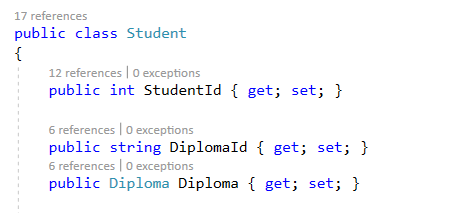 17 references
public class Student
{
12 references | 0 exceptions
public int StudentId { get; set; }
6 references | 0 exceptions
public string DiplomaId { get; set; }
6 references | 0 exceptions
public Diploma Diploma { get; set; }